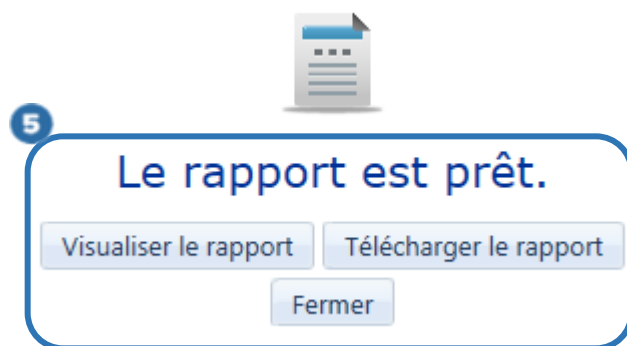 5
Le rapport est prêt.
Visualiser le rapport Télécharger le rapport
Fermer